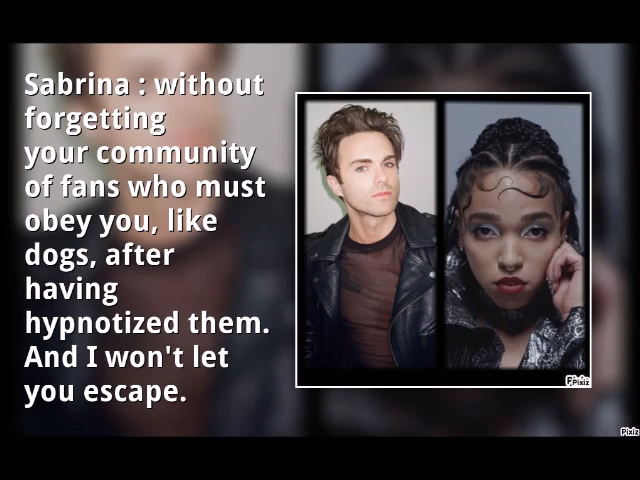 Sabrina : without
forgetting
your community
of fans who must
obey you, like
dogs, after
having
hypnotized them.
And I won't let
you escape.
Pixiz
Pixiz